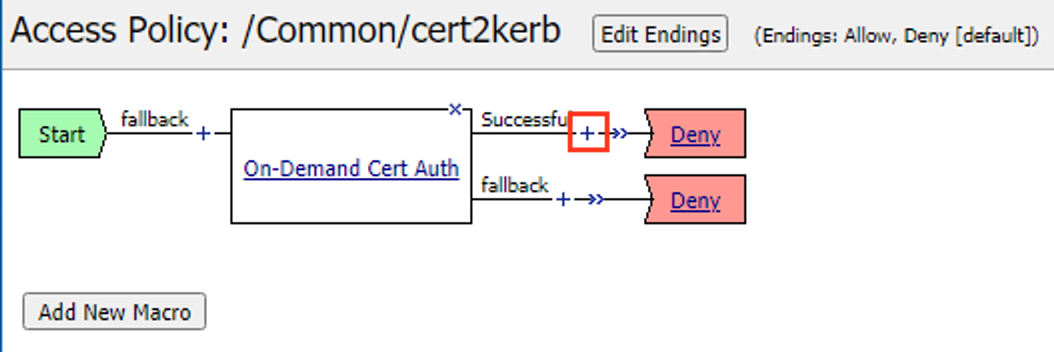 Access Policy: /Common/cert2kerb Edit Endings (Endings: Allow, Deny [default])
Start fallback + On-Demand Cert Auth × Successfu + Deny
fallback + Deny
Add New Macro